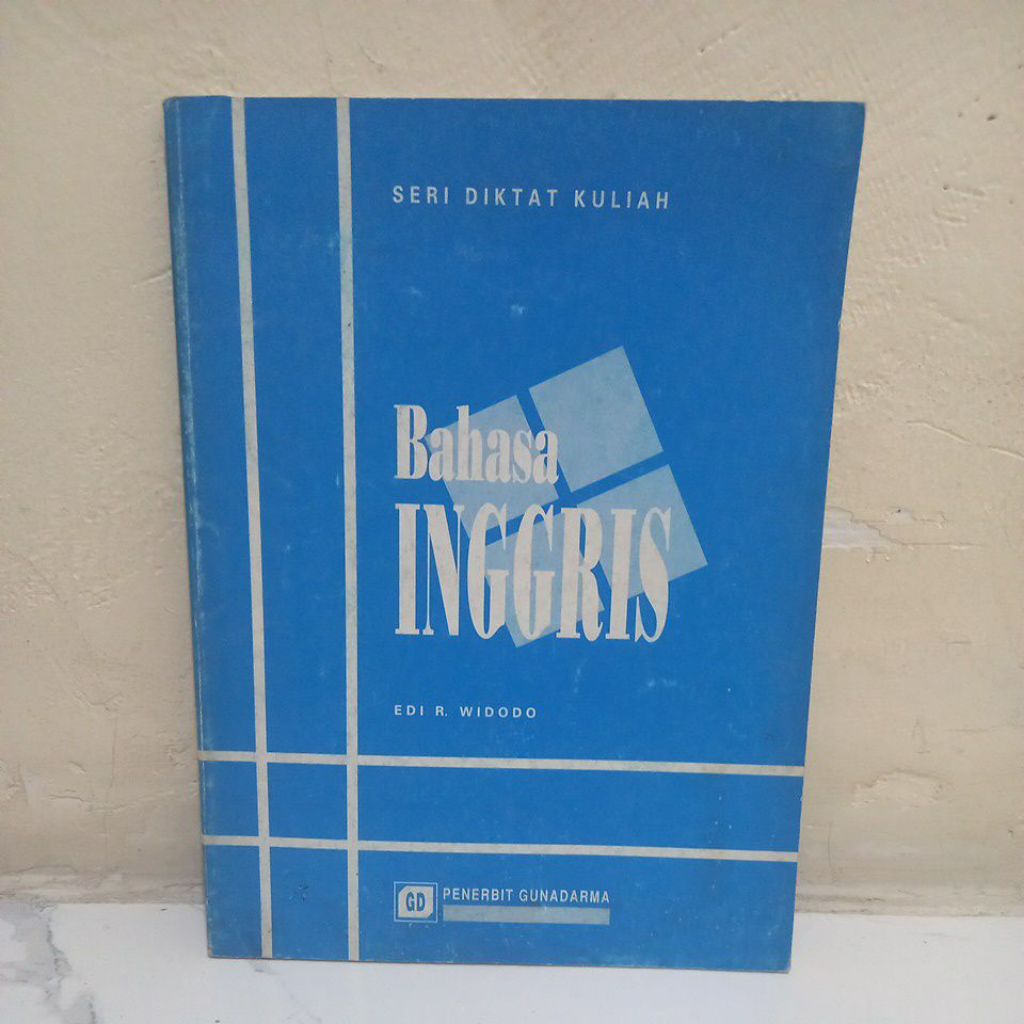 SERI DIKTAT KULIAH
Bahasa
INGGRIS
EDI R. WIDODO
GD PENERBIT GUNADARMA